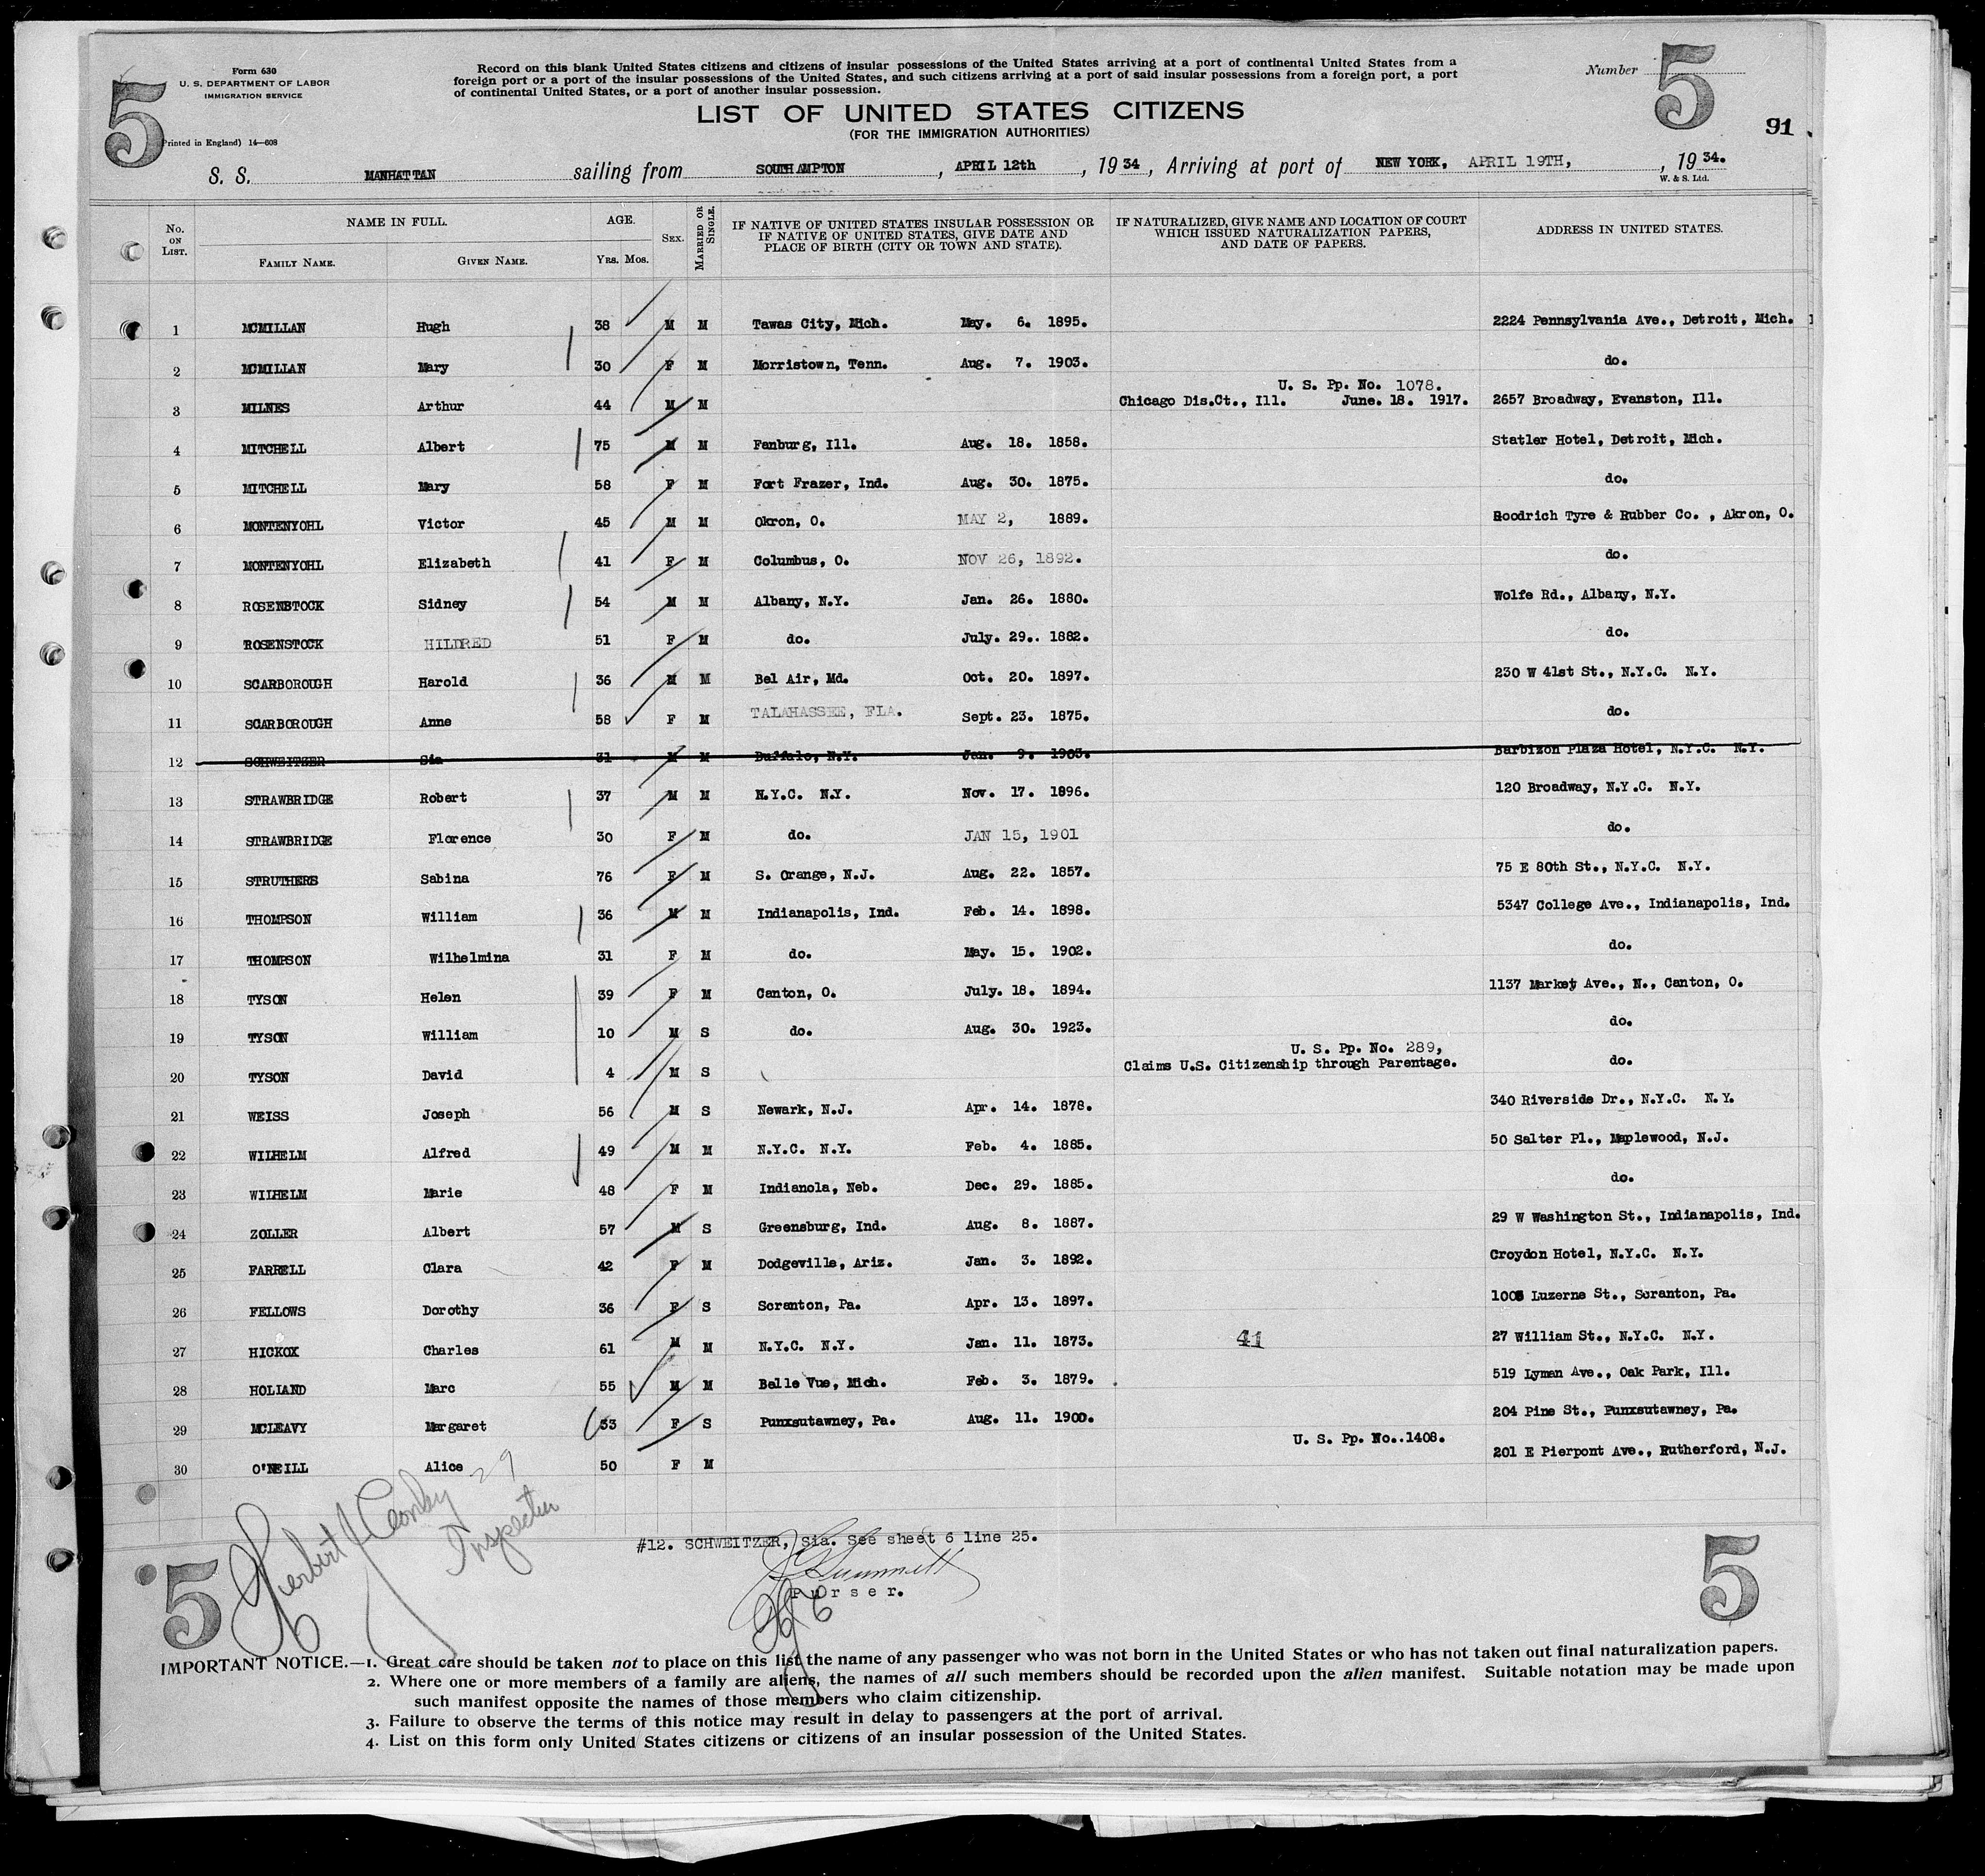 Form 630
U. S. DEPARTMENT OF LABOR
IMMIGRATION SERVICE
5
Printed in England) 14—608
Record on this blank United States citizens and citizens of insular possessions of the United States arriving at a port of continental United States from a
foreign port or a port of the insular possessions of the United States, and such citizens arriving at a port of said insular possessions from a foreign port, a port
of continental United States, or a port of another insular possession.
LIST OF UNITED STATES CITIZENS
(FOR THE IMMIGRATION AUTHORITIES)
Number 5
91
S. S. MANHATTAN sailing from SOUTHAMPTON, APRIL 12th, 1934, Arriving at port of NEW YORK, APRIL 19TH, , 1934.
W. & S. Ltd.
No. ON LIST. NAME IN FULL. AGE. SEX. MARRIED OR SINGLE. IF NATIVE OF UNITED STATES INSULAR POSSESSION OR IF NATIVE OF UNITED STATES, GIVE DATE AND PLACE OF BIRTH (CITY OR TOWN AND STATE). IF NATURALIZED, GIVE NAME AND LOCATION OF COURT WHICH ISSUED NATURALIZATION PAPERS, AND DATE OF PAPERS. ADDRESS IN UNITED STATES.
FAMILY NAME. GIVEN NAME. YRS. MOS.
1 MCMILLAN Hugh 38 M M Tawas City, Mich. May. 6. 1895. 2224 Pennsylvania Ave., Detroit, Mich.
2 MCMILLAN Mary 30 F M Morristown, Tenn. Aug. 7. 1903. do.
U. S. Pp. No. 1078.
3 MILNES Arthur 44 M M Chicago Dis.Ct., Ill. June. 18. 1917. 2657 Broadway, Evanston, Ill.
4 MITCHELL Albert 75 M M Fanburg, Ill. Aug. 18. 1858. Statler Hotel, Detroit, Mich.
5 MITCHELL Mary 58 F M Fort Frazer, Ind. Aug. 30. 1875. do.
6 MONTENYOHL Victor 45 M M Okron, O. MAY 2, 1889. Goodrich Tyre & Rubber Co. , Akron, O.
7 MONTENYOHL Elizabeth 41 F M Columbus, O. NOV 26, 1892. do.
8 ROSENSTOCK Sidney 54 M M Albany, N.Y. Jan. 26. 1880. Wolfe Rd., Albany, N.Y.
9 ROSENSTOCK HILDRED 51 F M do. July. 29.. 1882. do.
10 SCARBOROUGH Harold 36 M M Bel Air, Md. Oct. 20. 1897. 230 W 41st St., N.Y.C. N.Y.
11 SCARBOROUGH Anne 58 F M TALAHASSEE, FLA. Sept. 23. 1875. do.
12 SCHWEITZER Sia 31 M M Buffalo, N.Y. Jan. 9. 1903. Barbizon Plaza Hotel, N.Y.C. N.Y.
13 STRAWBRIDGE Robert 37 M M N.Y.C. N.Y. Nov. 17. 1896. 120 Broadway, N.Y.C. N.Y.
14 STRAWBRIDGE Florence 30 F M do. JAN 15, 1901 do.
15 STRUTHERS Sabina 76 F M S. Orange, N.J. Aug. 22. 1857. 75 E 80th St., N.Y.C. N.Y.
16 THOMPSON William 36 M M Indianapolis, Ind. Feb. 14. 1898. 5347 College Ave., Indianapolis, Ind.
17 THOMPSON Wilhelmina 31 F M do. May. 15. 1902. do.
18 TYSON Helen 39 F M Canton, O. July. 18. 1894. 1137 Market Ave., N., Canton, O.
19 TYSON William 10 M S do. Aug. 30. 1923. do.
U. S. Pp. No. 289,
20 TYSON David 4 M S Claims U.S. Citizenship through Parentage. do.
21 WEISS Joseph 56 M S Newark, N.J. Apr. 14. 1878. 340 Riverside Dr., N.Y.C. N.Y.
22 WILHELM Alfred 49 M M N.Y.C. N.Y. Feb. 4. 1885. 50 Salter Pl., Maplewood, N.J.
23 WILHELM Marie 48 F M Indianola, Neb. Dec. 29. 1885. do.
24 ZOLLER Albert 57 M S Greensburg, Ind. Aug. 8. 1887. 29 W Washington St., Indianapolis, Ind.
25 FARRELL Clara 42 F M Dodgeville, Ariz. Jan. 3. 1892. Croydon Hotel, N.Y.C. N.Y.
26 FELLOWS Dorothy 36 F S Scranton, Pa. Apr. 13. 1897. 1005 Luzerne St., Scranton, Pa.
27 HICKOX Charles 61 M M N.Y.C. N.Y. Jan. 11. 1873. 41 27 William St., N.Y.C. N.Y.
28 HOLLAND Marc 55 M M Belle Vue, Mich. Feb. 3. 1879. 519 Lyman Ave., Oak Park, Ill.
29 MCLEAVY Margaret 33 F S Punxsutawney, Pa. Aug. 11. 1900. 204 Pine St., Punxsutawney, Pa.
U. S. Pp. No..1408.
30 O'NEILL Alice 50 F M 201 E Pierpont Ave., Rutherford, N.J.
29
Herbert J Conley
Inspector
#12. SCHWEITZER, Sia. See sheet 6 line 25.
Purser.
5
5
IMPORTANT NOTICE.—1. Great care should be taken not to place on this list the name of any passenger who was not born in the United States or who has not taken out final naturalization papers.
2. Where one or more members of a family are aliens, the names of all such members should be recorded upon the alien manifest. Suitable notation may be made upon
such manifest opposite the names of those members who claim citizenship.
3. Failure to observe the terms of this notice may result in delay to passengers at the port of arrival.
4. List on this form only United States citizens or citizens of an insular possession of the United States.